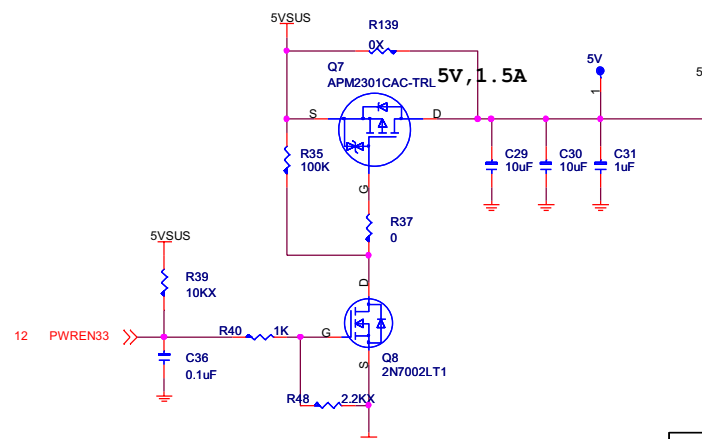 5VSUS
R139
0X
Q7
APM2301CAC-TRL
5V,1.5A
5V
1
5
S
D
R35
100K
C29
10uF
C30
10uF
C31
1uF
G
R37
0
5VSUS
R39
10KX
D
12
PWREN33
R40
1K
G
C36
0.1uF
Q8
2N7002LT1
S
R48
2.2KX